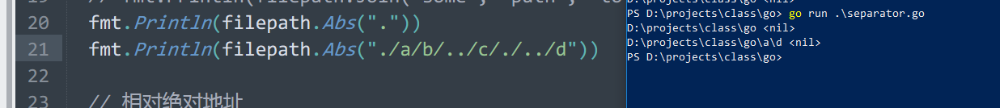 // fmt.Println(filepath.Join("some", "path", "to
20 fmt.Println(filepath.Abs("."))
21 fmt.Println(filepath.Abs("./a/b/../c/./../d"))
22
23 // 相对绝对地址
D:\projects\class\go <nil>
PS D:\projects\class\go> go run .\separator.go
D:\projects\class\go <nil>
D:\projects\class\go\a\d <nil>
PS D:\projects\class\go>